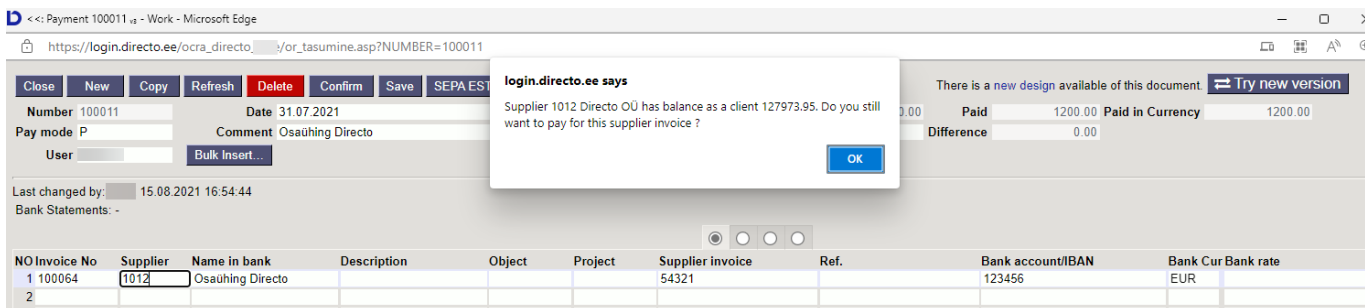 <<: Payment 100011 v3 - Work - Microsoft Edge
https://login.directo.ee/ocra_directo_ /or_tasumine.asp?NUMBER=100011
Close New Copy Refresh Delete Confirm Save SEPA EST
There is a new design available of this document. Try new version
login.directo.ee says
Supplier 1012 Directo OÜ has balance as a client 127973.95. Do you still
want to pay for this supplier invoice ?
OK
Number 100011 Date 31.07.2021 0.00 Paid 1200.00 Paid in Currency 1200.00
Pay mode P Comment Osaühing Directo Difference 0.00
User Bulk Insert...
Last changed by: 15.08.2021 16:54:44
Bank Statements: -
NO Invoice No Supplier Name in bank Description Object Project Supplier invoice Ref. Bank account/IBAN Bank Cur Bank rate
1 100064 1012 Osaühing Directo 54321 123456 EUR
2